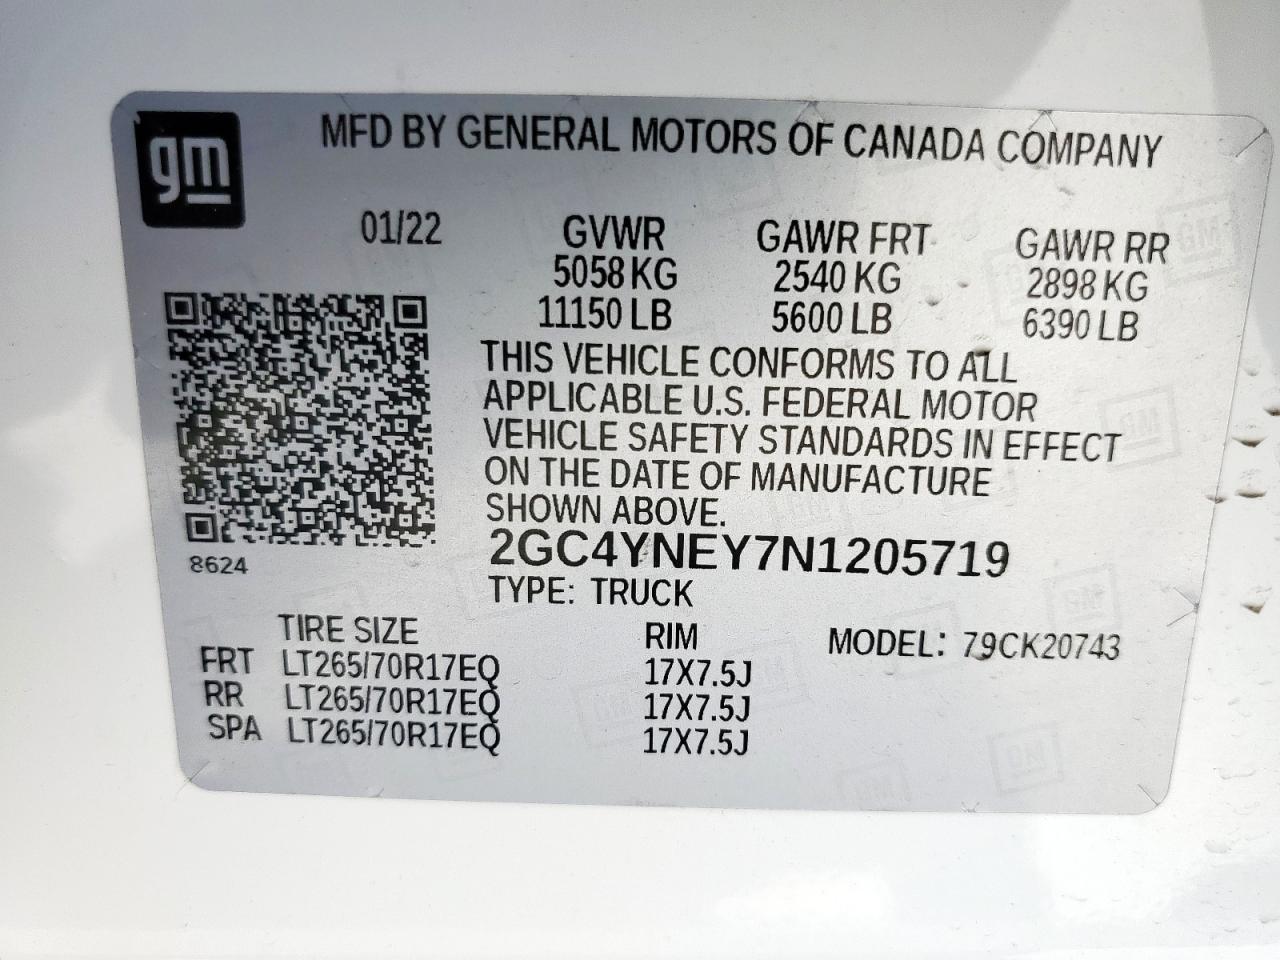 gm
MFD BY GENERAL MOTORS OF CANADA COMPANY
01/22
GVWR
5058 KG
11150 LB
GAWR FRT
2540 KG
5600 LB
GAWR RR
2898 KG
6390 LB
THIS VEHICLE CONFORMS TO ALL
APPLICABLE U.S. FEDERAL MOTOR
VEHICLE SAFETY STANDARDS IN EFFECT
ON THE DATE OF MANUFACTURE
SHOWN ABOVE.
2GC4YNEY7N1205719
8624
TYPE: TRUCK
TIRE SIZE RIM MODEL: 79CK20743
FRT LT265/70R17EQ 17X7.5J
RR LT265/70R17EQ 17X7.5J
SPA LT265/70R17EQ 17X7.5J